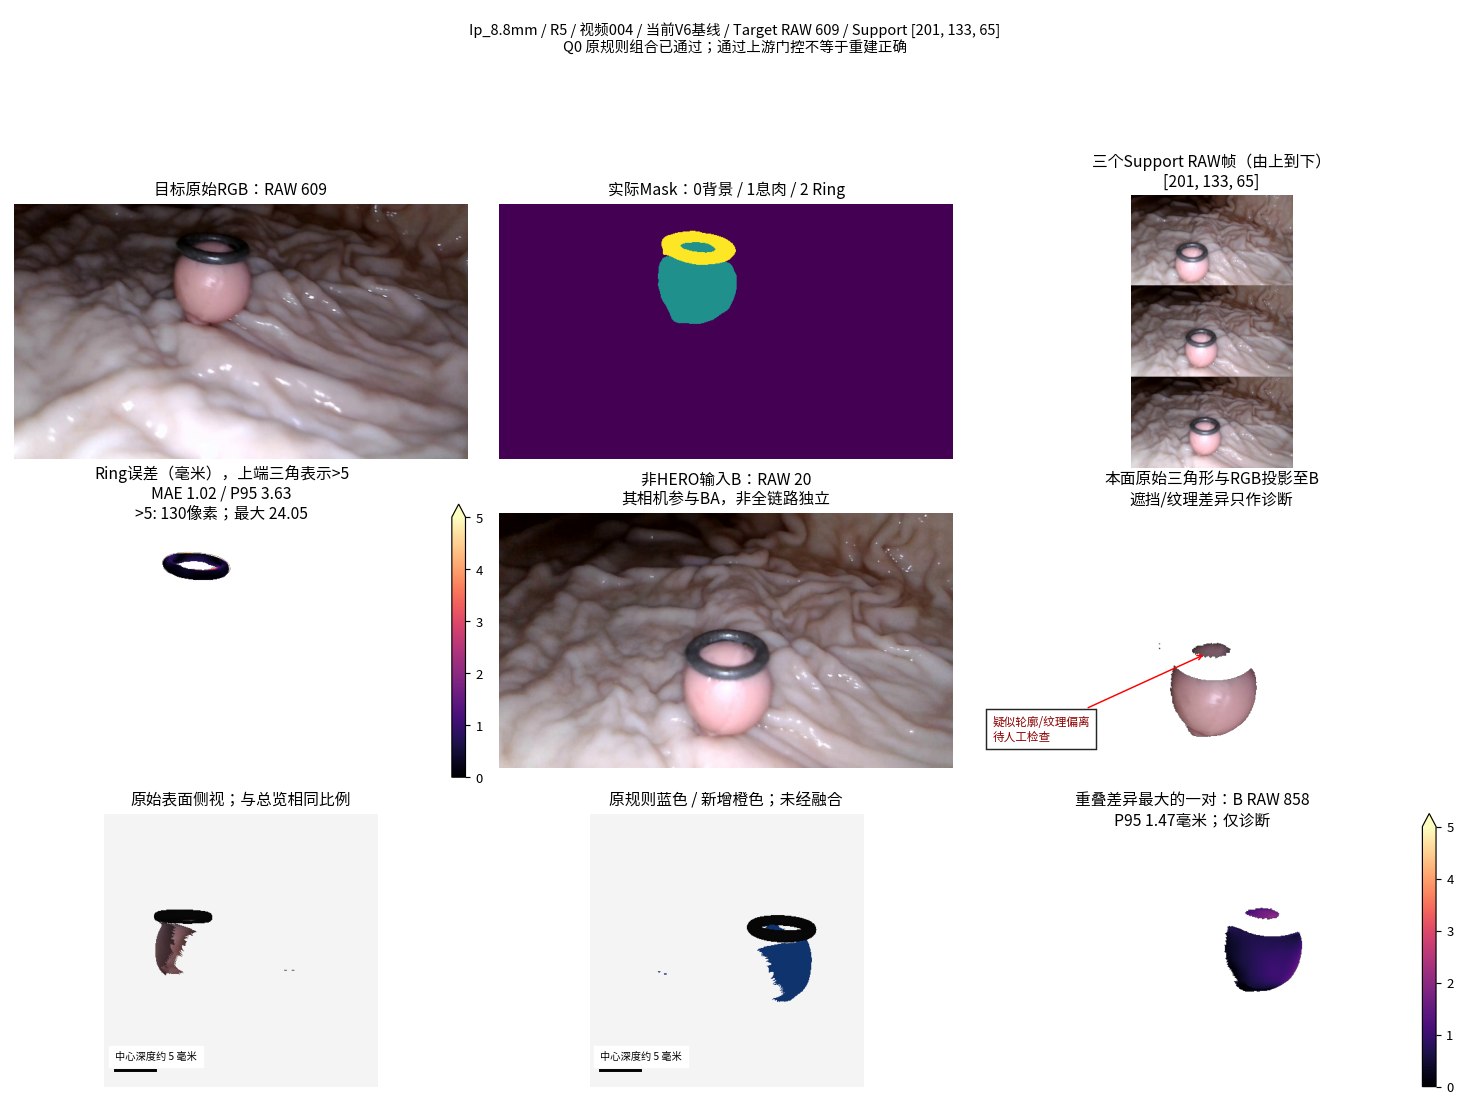 Ip_8.8mm / R5 / 视频004 / 当前V6基线 / Target RAW 609 / Support [201, 133, 65]
Q0 原规则组合已通过；通过上游门控不等于重建正确
目标原始RGB：RAW 609
实际Mask：0背景 / 1息肉 / 2 Ring
三个Support RAW帧（由上到下）
[201, 133, 65]
Ring误差（毫米），上端三角表示>5
MAE 1.02 / P95 3.63
>5: 130像素；最大 24.05
5
4
3
2
1
0
非HERO输入B：RAW 20
其相机参与BA，非全链路独立
本面原始三角形与RGB投影至B
遮挡/纹理差异只作诊断
疑似轮廓/纹理偏离
待人工检查
原始表面侧视；与总览相同比例
中心深度约 5 毫米
原规则蓝色 / 新增橙色；未经融合
中心深度约 5 毫米
重叠差异最大的一对：B RAW 858
P95 1.47毫米；仅诊断
5
4
3
2
1
0